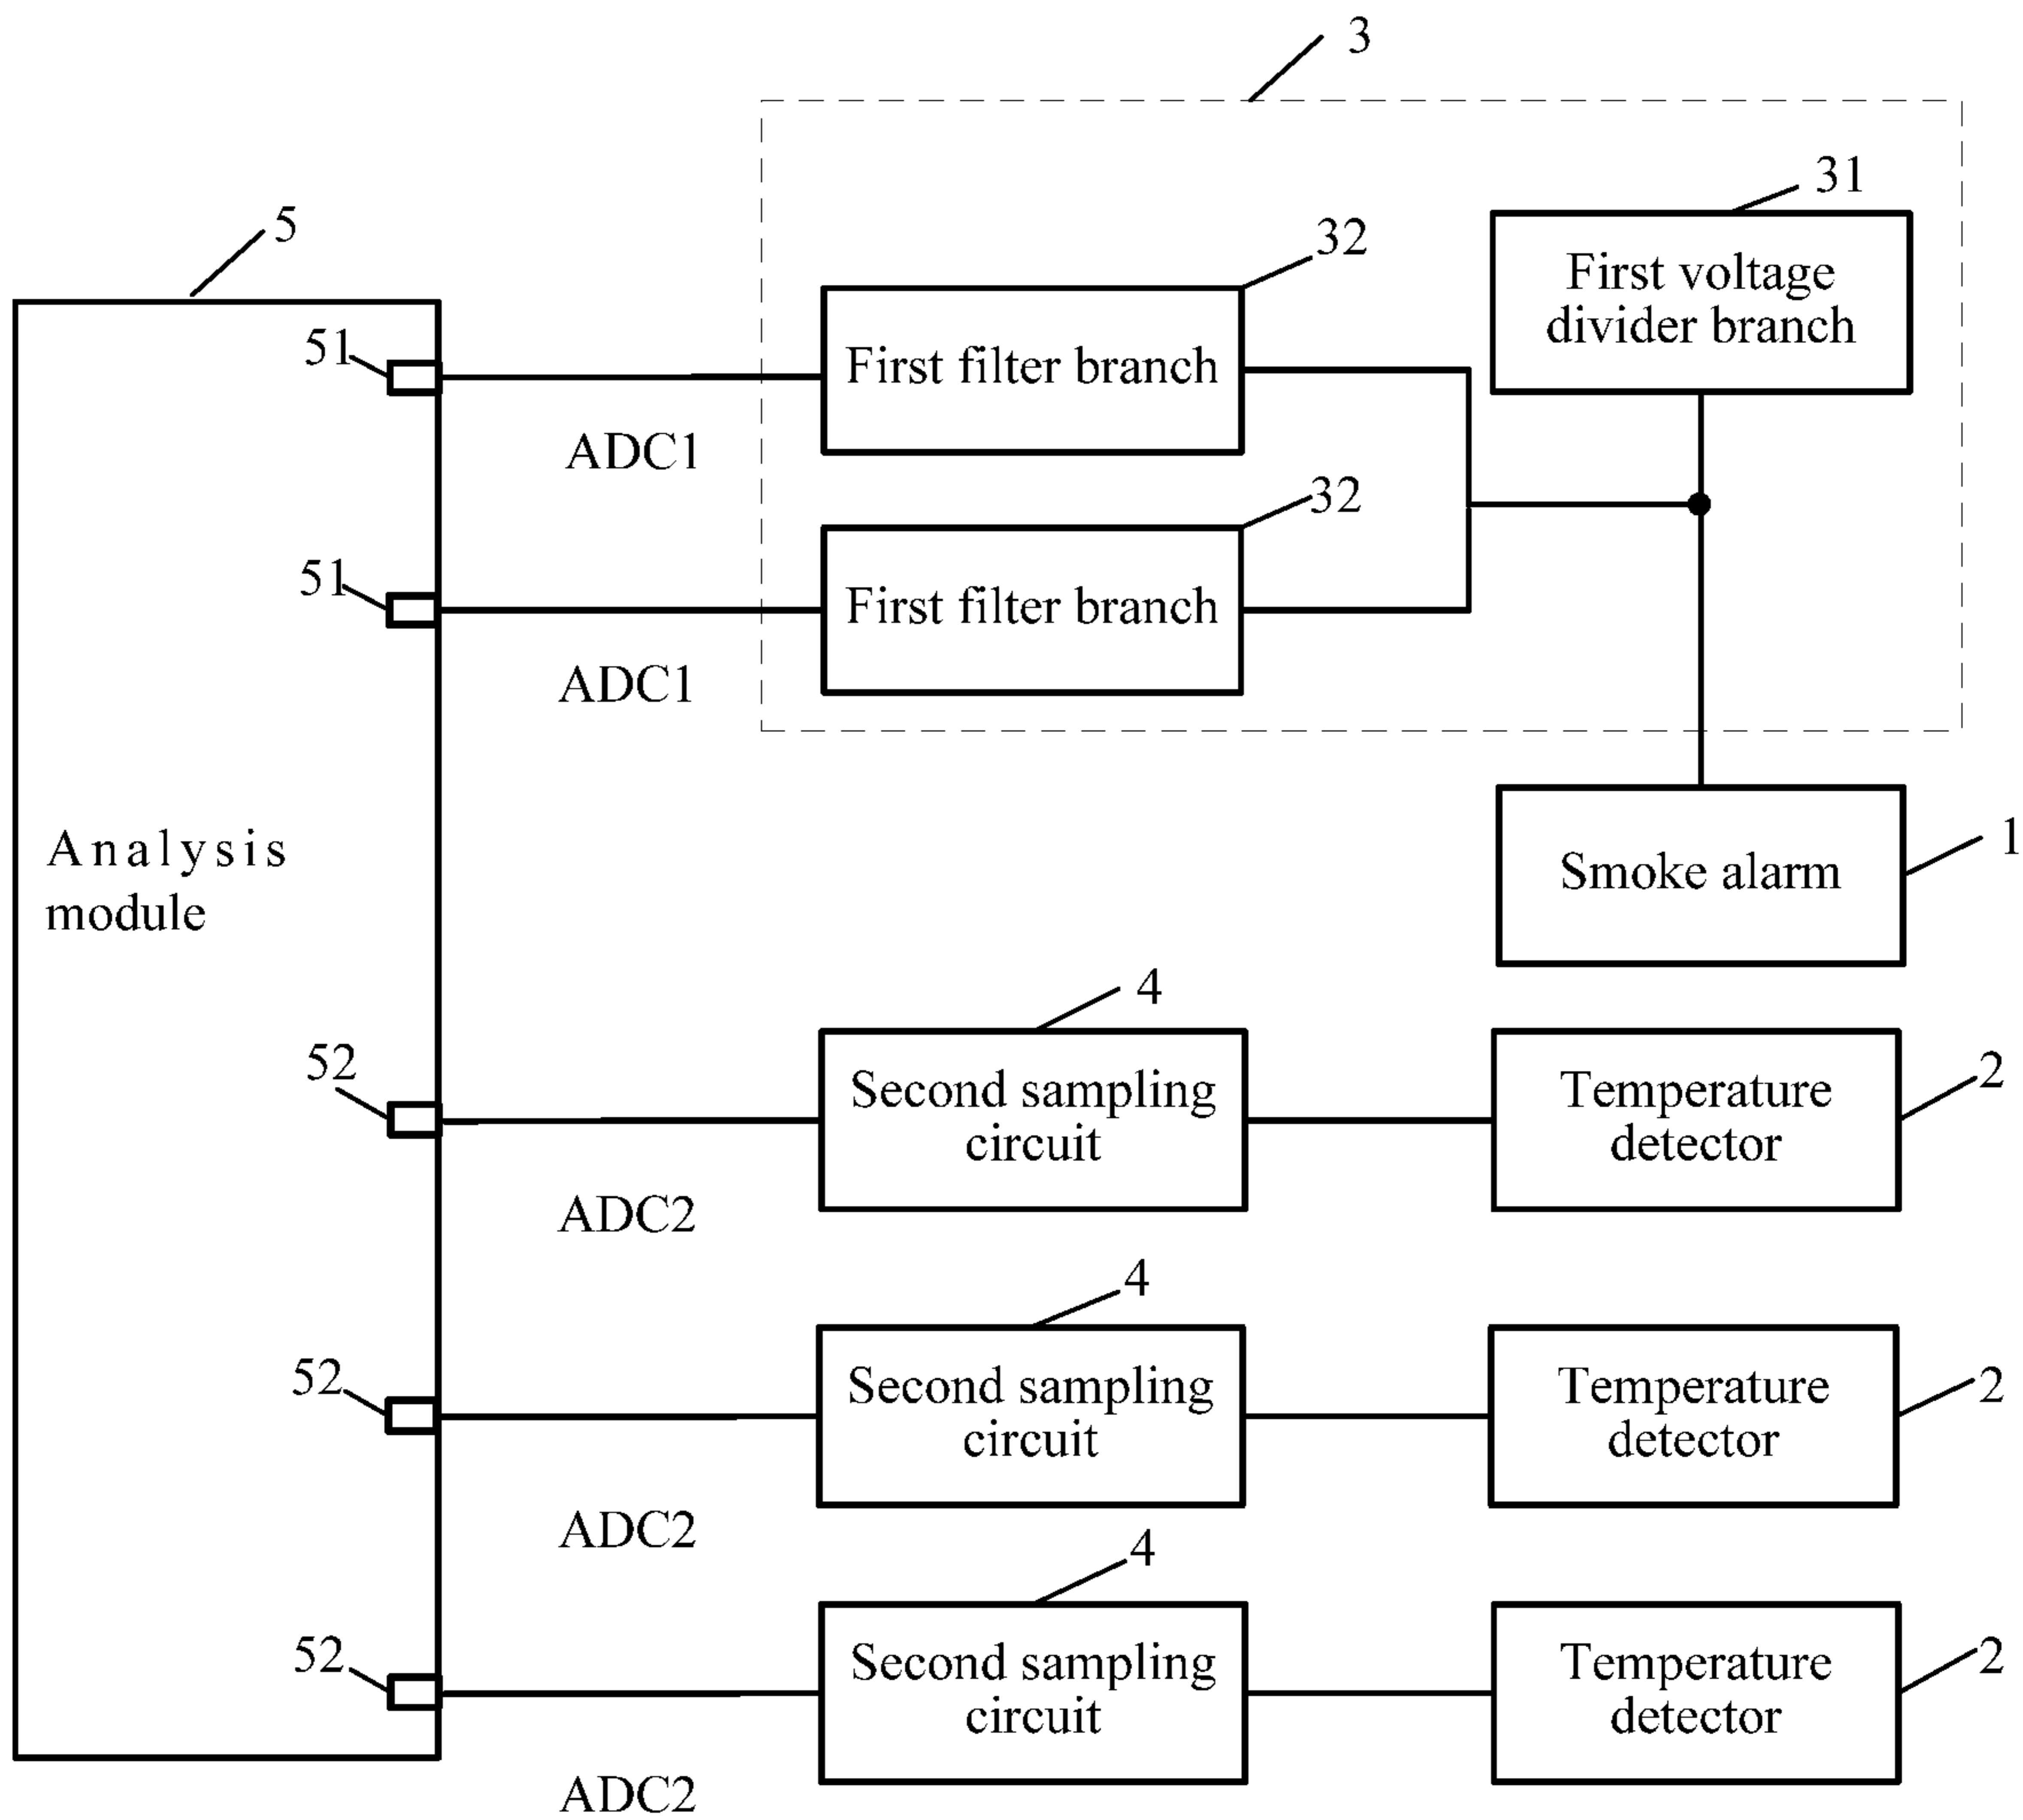 3
31
First voltage
divider branch
5
32
51
First filter branch
ADC1
32
51
First filter branch
ADC1
Analysis
module
Smoke alarm
1
4
52
Second sampling
circuit
Temperature
detector
2
ADC2
4
52
Second sampling
circuit
Temperature
detector
2
ADC2
4
52
Second sampling
circuit
Temperature
detector
2
ADC2